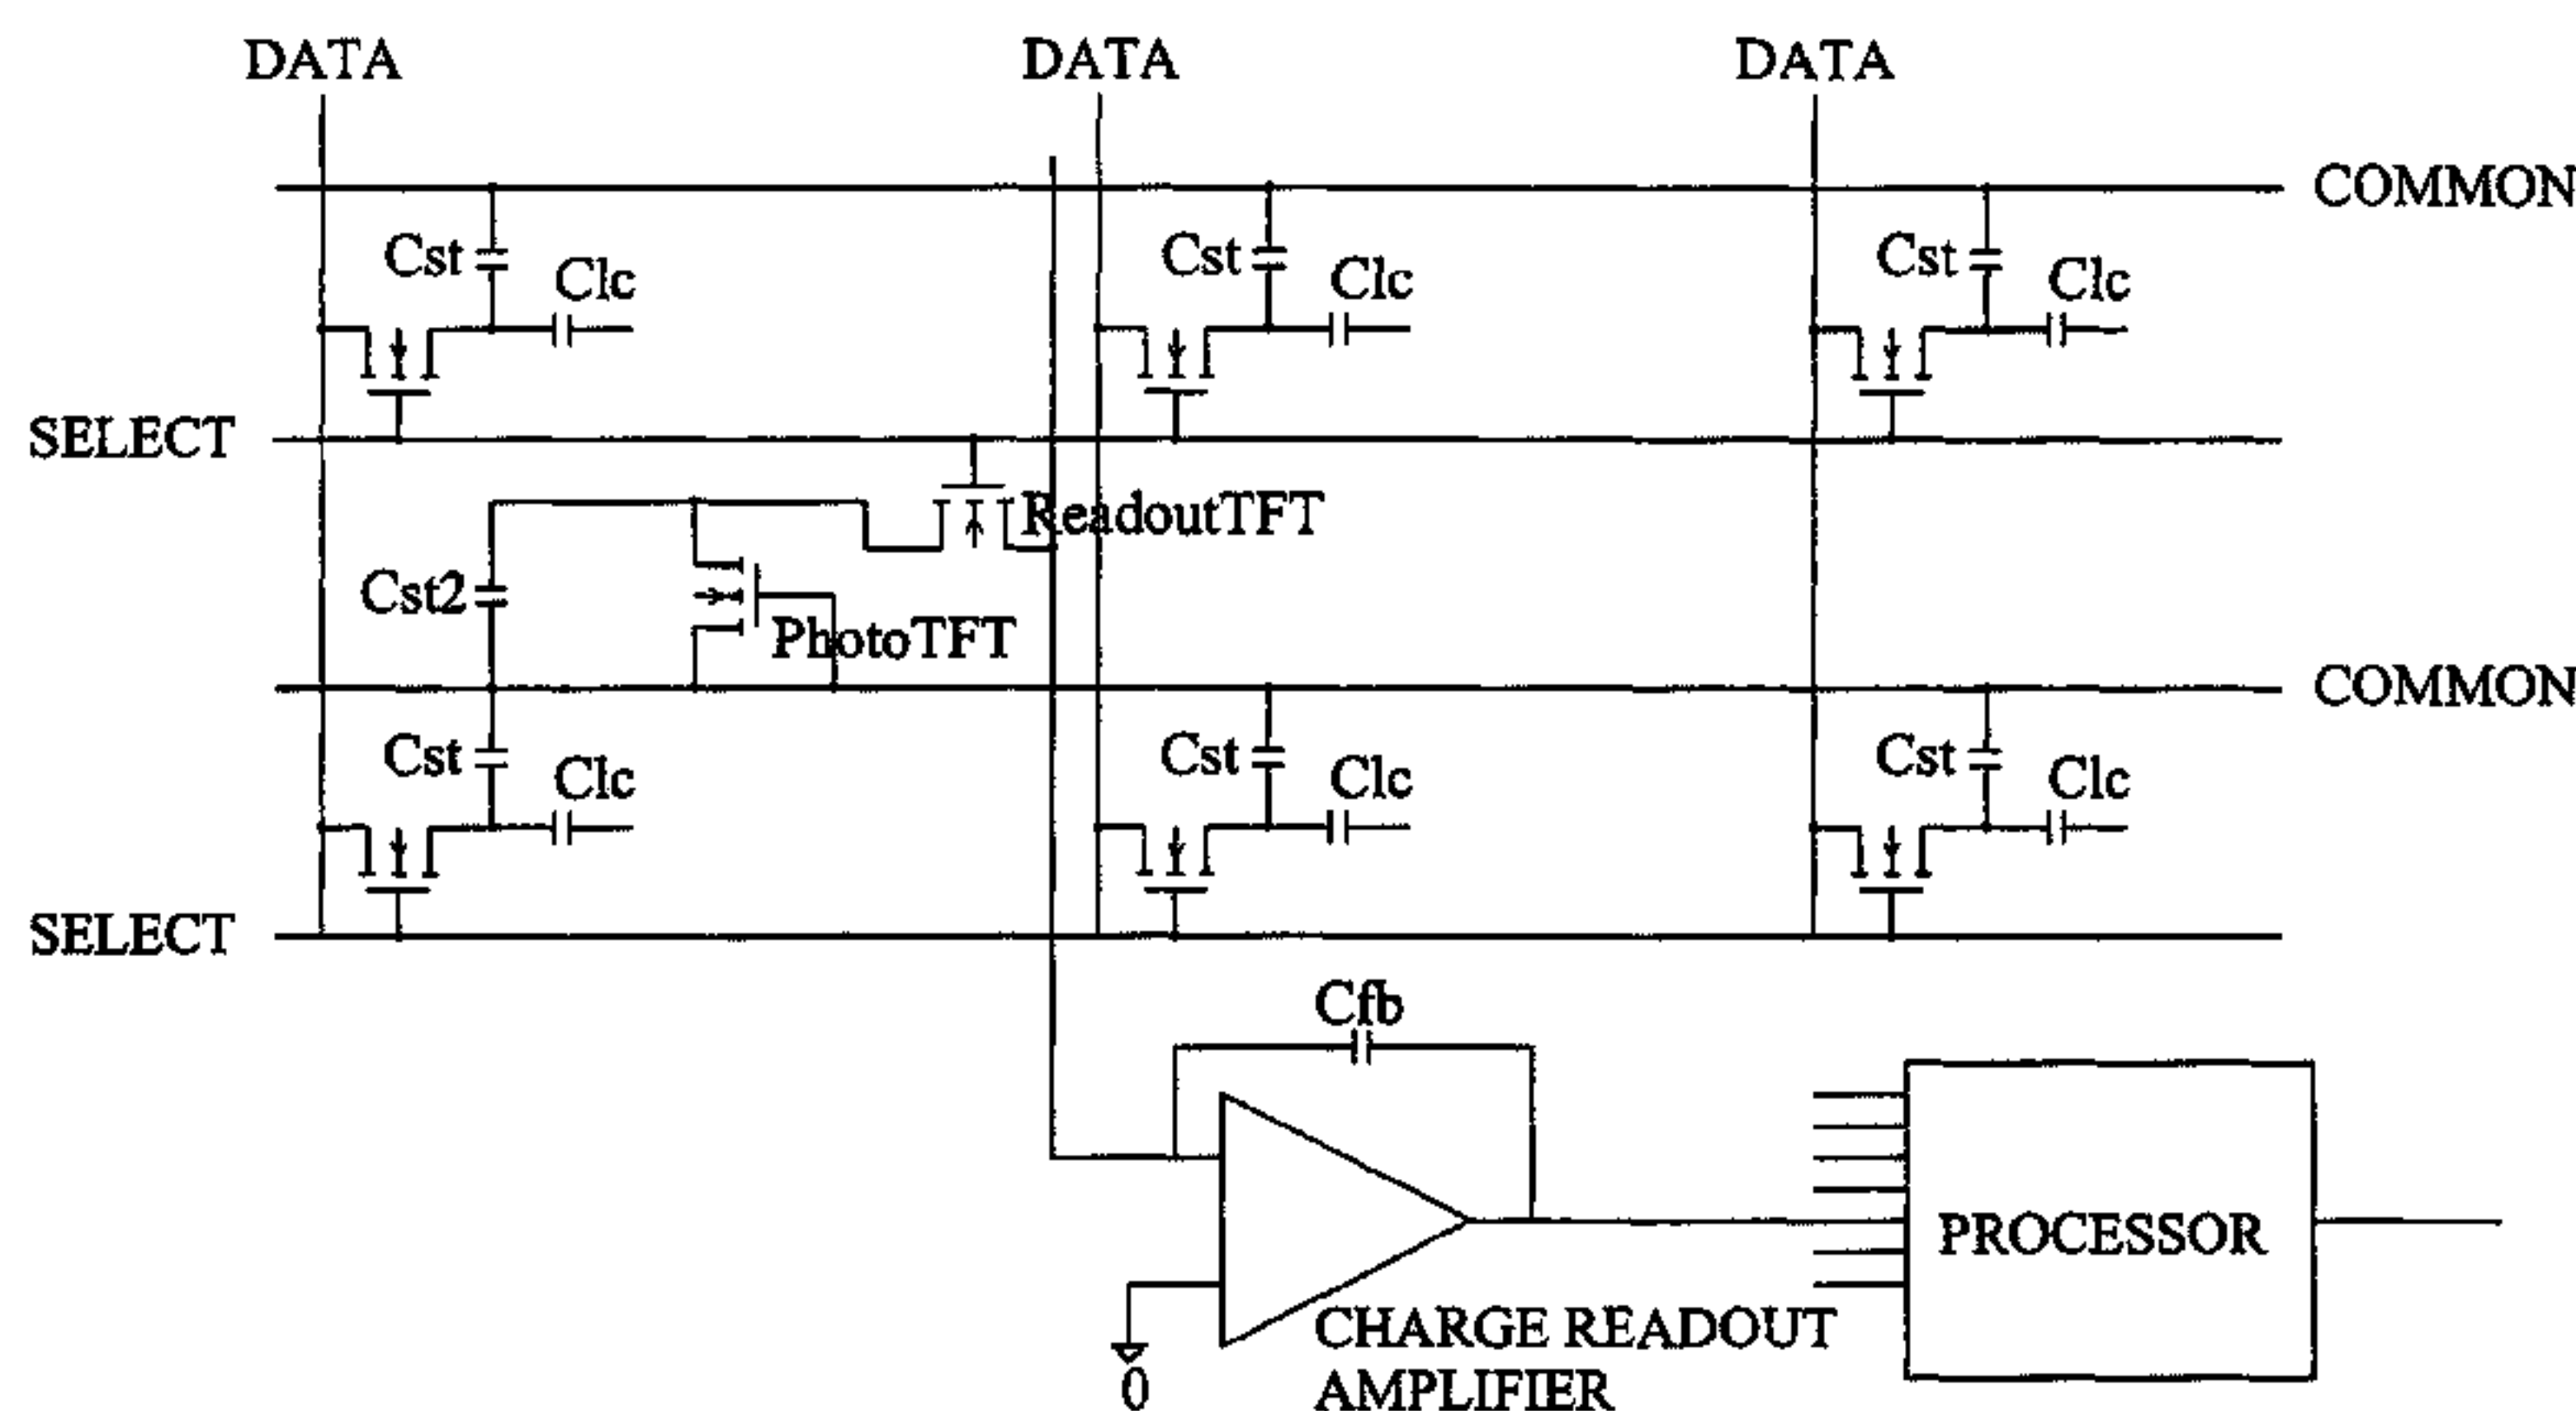 DATA DATA DATA
COMMON
Cst Clc Cst Clc Cst Clc
SELECT
ReadoutTFT
Cst2
PhotoTFT
COMMON
Cst Clc Cst Clc Cst Clc
SELECT
Cfb
PROCESSOR
CHARGE READOUT
AMPLIFIER
0